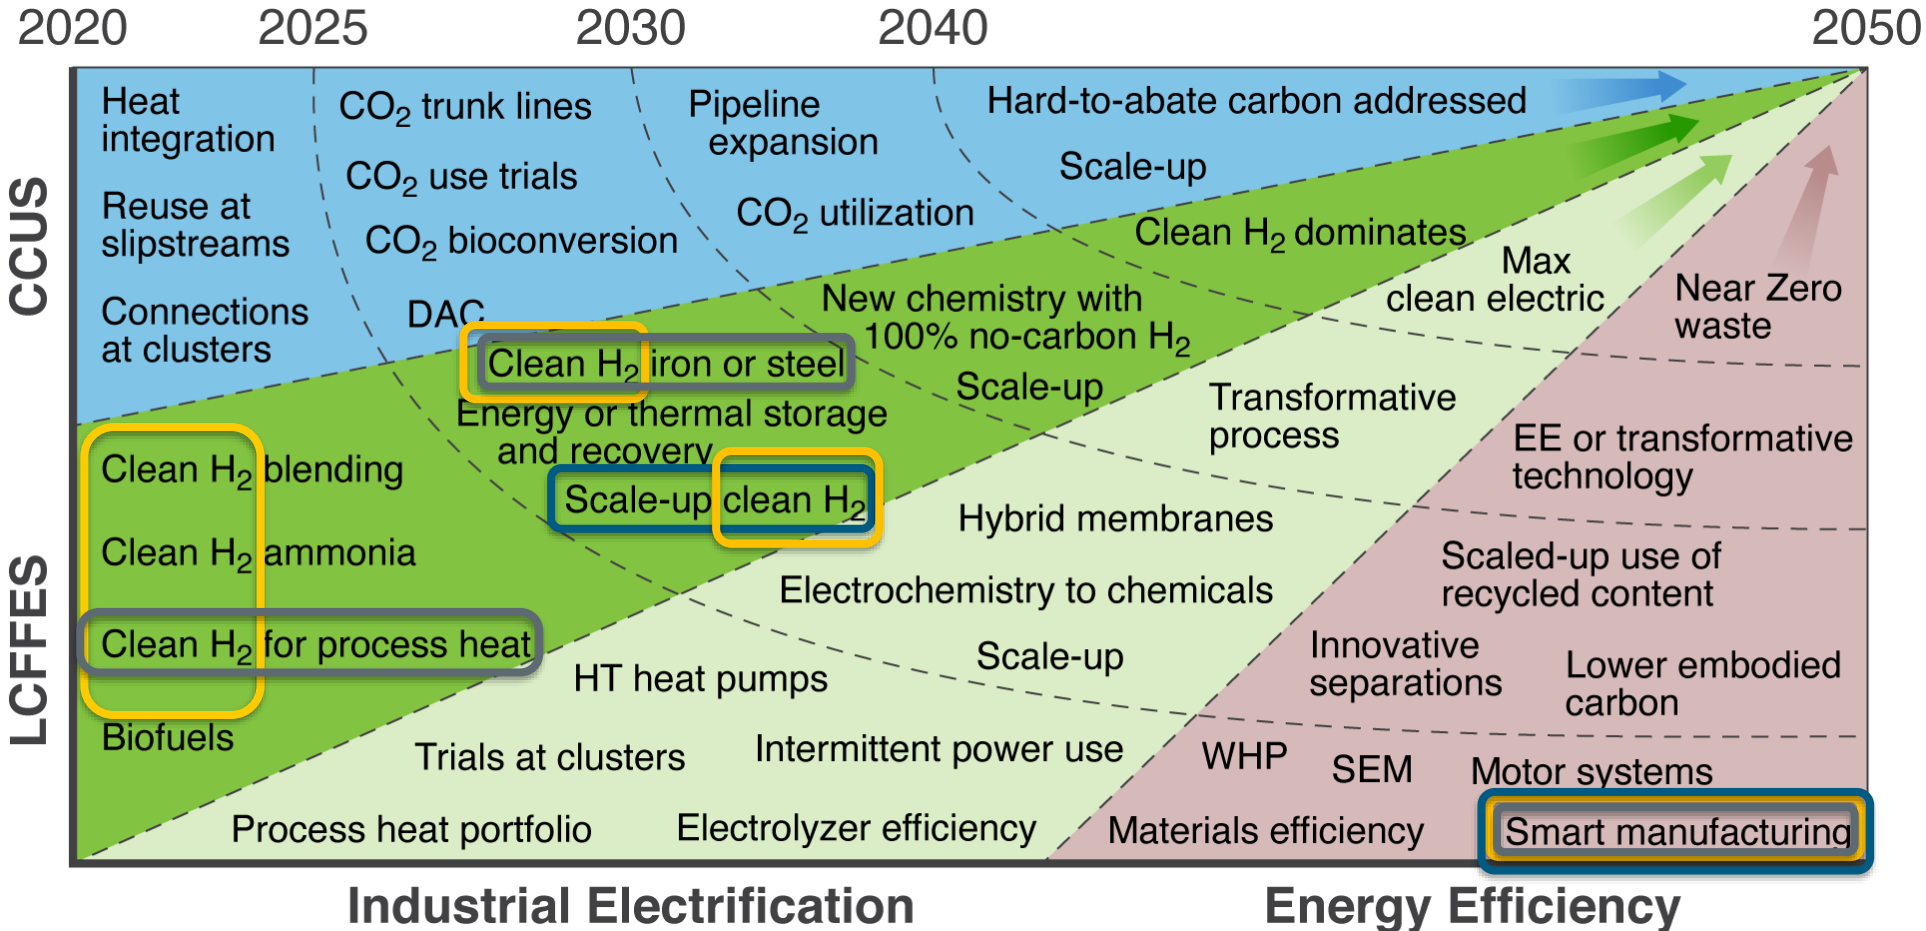 2020 2025 2030 2040 2050
CCUS
Heat
integration
Reuse at
slipstreams
Connections
at clusters
CO₂ trunk lines
CO₂ use trials
CO₂ bioconversion
DAC
Pipeline
expansion
CO₂ utilization
Hard-to-abate carbon addressed
Scale-up
LCFFES
Clean H₂ blending
Clean H₂ ammonia
Clean H₂ for process heat
Biofuels
Clean H₂ iron or steel
Energy or thermal storage
and recovery
Scale-up clean H₂
New chemistry with
100% no-carbon H₂
Scale-up
Clean H₂ dominates
Process heat portfolio
Trials at clusters
HT heat pumps
Intermittent power use
Electrolyzer efficiency
Hybrid membranes
Electrochemistry to chemicals
Scale-up
Transformative
process
Max
clean electric
Materials efficiency
WHP
SEM
Motor systems
Smart manufacturing
Innovative
separations
Lower embodied
carbon
Scaled-up use of
recycled content
EE or transformative
technology
Near Zero
waste
Industrial Electrification
Energy Efficiency